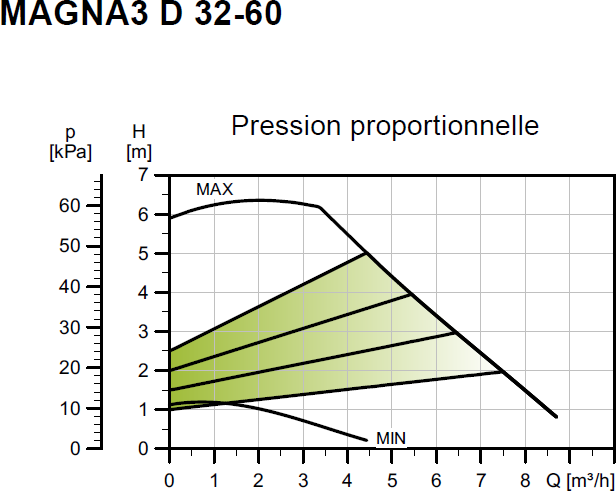 MAGNA3 D 32-60
Pression proportionnelle
p
[kPa]
H
[m]
MAX
MIN
60
50
40
30
20
10
0
7
6
5
4
3
2
1
0
0 1 2 3 4 5 6 7 8 Q [m³/h]